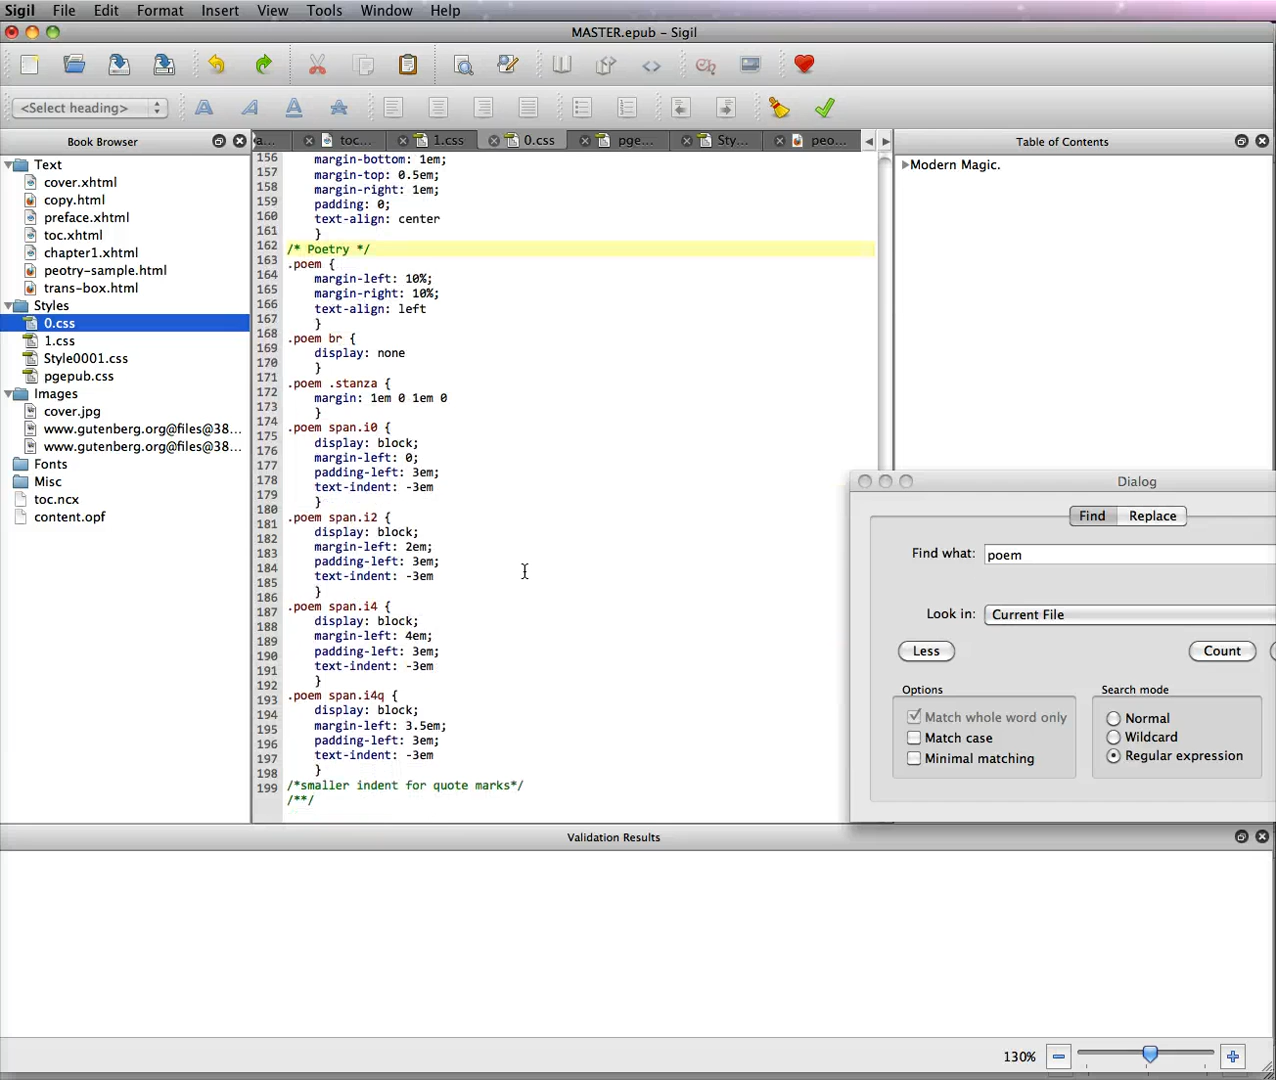 Sigil File Edit Format Insert View Tools Window Help
MASTER.epub – Sigil
<Select heading>
Book Browser
a...
toc...
1.css
0.css
pge...
Sty...
peo...
Table of Contents
Text
cover.xhtml
copy.html
preface.xhtml
toc.xhtml
chapter1.xhtml
peotry-sample.html
trans-box.html
Styles
0.css
1.css
Style0001.css
pgepub.css
Images
cover.jpg
www.gutenberg.org@files@38...
www.gutenberg.org@files@38...
Fonts
Misc
toc.ncx
content.opf
156 margin-bottom: 1em;
157 margin-top: 0.5em;
158 margin-right: 1em;
159 padding: 0;
160 text-align: center
161 }
162 /* Poetry */
163 .poem {
164 margin-left: 10%;
165 margin-right: 10%;
166 text-align: left
167 }
168 .poem br {
169 display: none
170 }
171 .poem .stanza {
172 margin: 1em 0 1em 0
173 }
174 .poem span.i0 {
175 display: block;
176 margin-left: 0;
177 padding-left: 3em;
178 text-indent: -3em
179 }
180 .poem span.i2 {
181 display: block;
182 margin-left: 2em;
183 padding-left: 3em;
184 text-indent: -3em
185 }
186 .poem span.i4 {
187 display: block;
188 margin-left: 4em;
189 padding-left: 3em;
190 text-indent: -3em
191 }
192 .poem span.i4q {
193 display: block;
194 margin-left: 3.5em;
195 padding-left: 3em;
196 text-indent: -3em
197 }
198 /*smaller indent for quote marks*/
199 /**/
Modern Magic.
Dialog
Find Replace
Find what: poem
Look in: Current File
Less
Count
Options
Match whole word only
Match case
Minimal matching
Search mode
Normal
Wildcard
Regular expression
Validation Results
130%